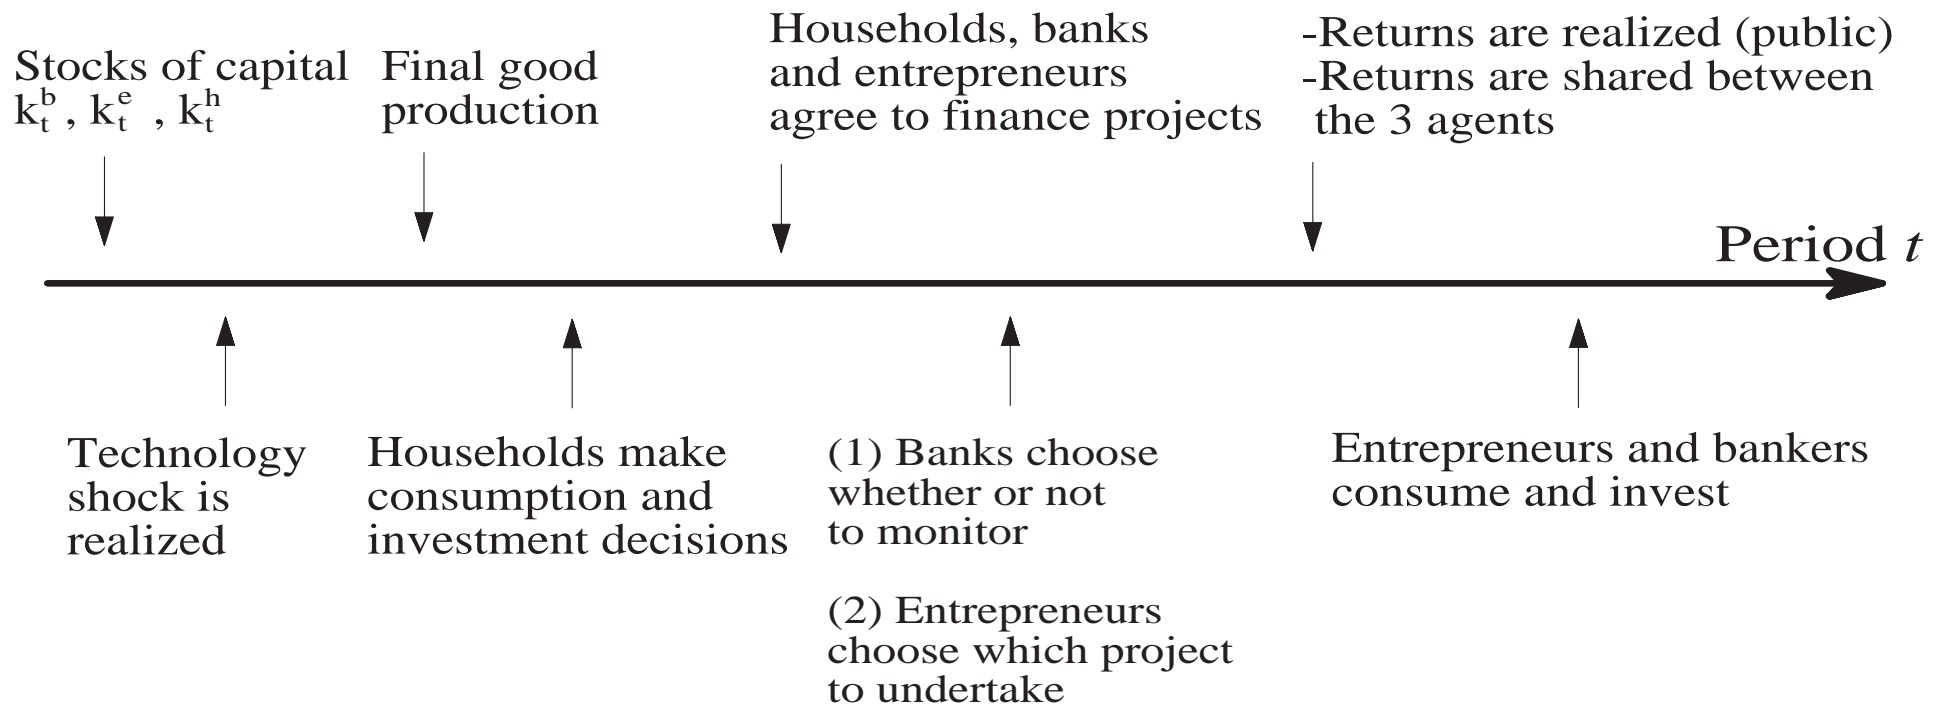 Stocks of capital
k_t^b , k_t^e , k_t^h
Final good
production
Households, banks
and entrepreneurs
agree to finance projects
-Returns are realized (public)
-Returns are shared between
the 3 agents
Period t
Technology
shock is
realized
Households make
consumption and
investment decisions
(1) Banks choose
whether or not
to monitor
(2) Entrepreneurs
choose which project
to undertake
Entrepreneurs and bankers
consume and invest